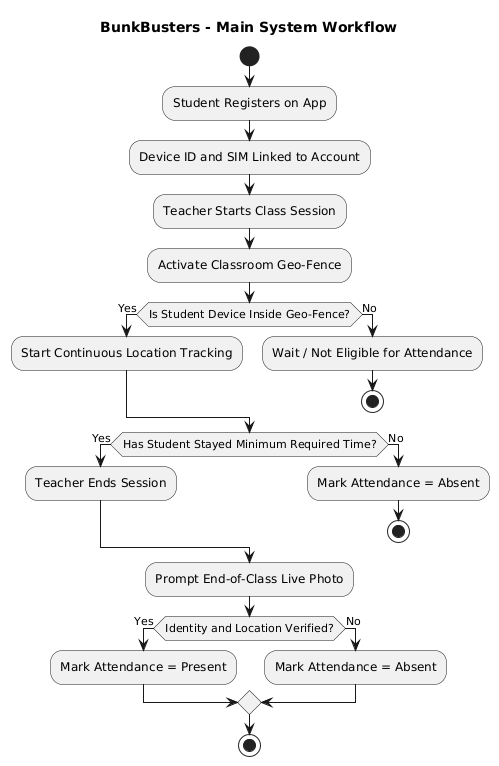 BunkBusters - Main System Workflow
Student Registers on App
Device ID and SIM Linked to Account
Teacher Starts Class Session
Activate Classroom Geo-Fence
Yes
Is Student Device Inside Geo-Fence?
No
Start Continuous Location Tracking
Wait / Not Eligible for Attendance
Yes
Has Student Stayed Minimum Required Time?
No
Teacher Ends Session
Mark Attendance = Absent
Prompt End-of-Class Live Photo
Yes
Identity and Location Verified?
No
Mark Attendance = Present
Mark Attendance = Absent